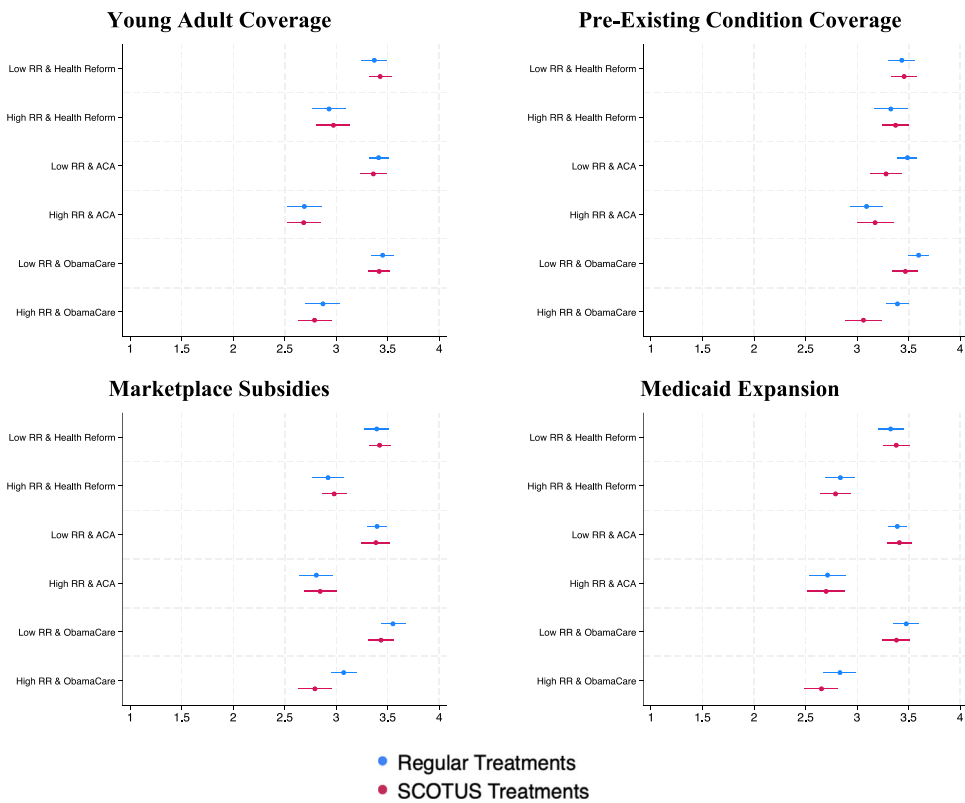 Young Adult Coverage
Low RR & Health Reform
High RR & Health Reform
Low RR & ACA
High RR & ACA
Low RR & ObamaCare
High RR & ObamaCare
1 1.5 2 2.5 3 3.5 4
Pre-Existing Condition Coverage
Low RR & Health Reform
High RR & Health Reform
Low RR & ACA
High RR & ACA
Low RR & ObamaCare
High RR & ObamaCare
1 1.5 2 2.5 3 3.5 4
Marketplace Subsidies
Low RR & Health Reform
High RR & Health Reform
Low RR & ACA
High RR & ACA
Low RR & ObamaCare
High RR & ObamaCare
1 1.5 2 2.5 3 3.5 4
Medicaid Expansion
Low RR & Health Reform
High RR & Health Reform
Low RR & ACA
High RR & ACA
Low RR & ObamaCare
High RR & ObamaCare
1 1.5 2 2.5 3 3.5 4
Regular Treatments
SCOTUS Treatments